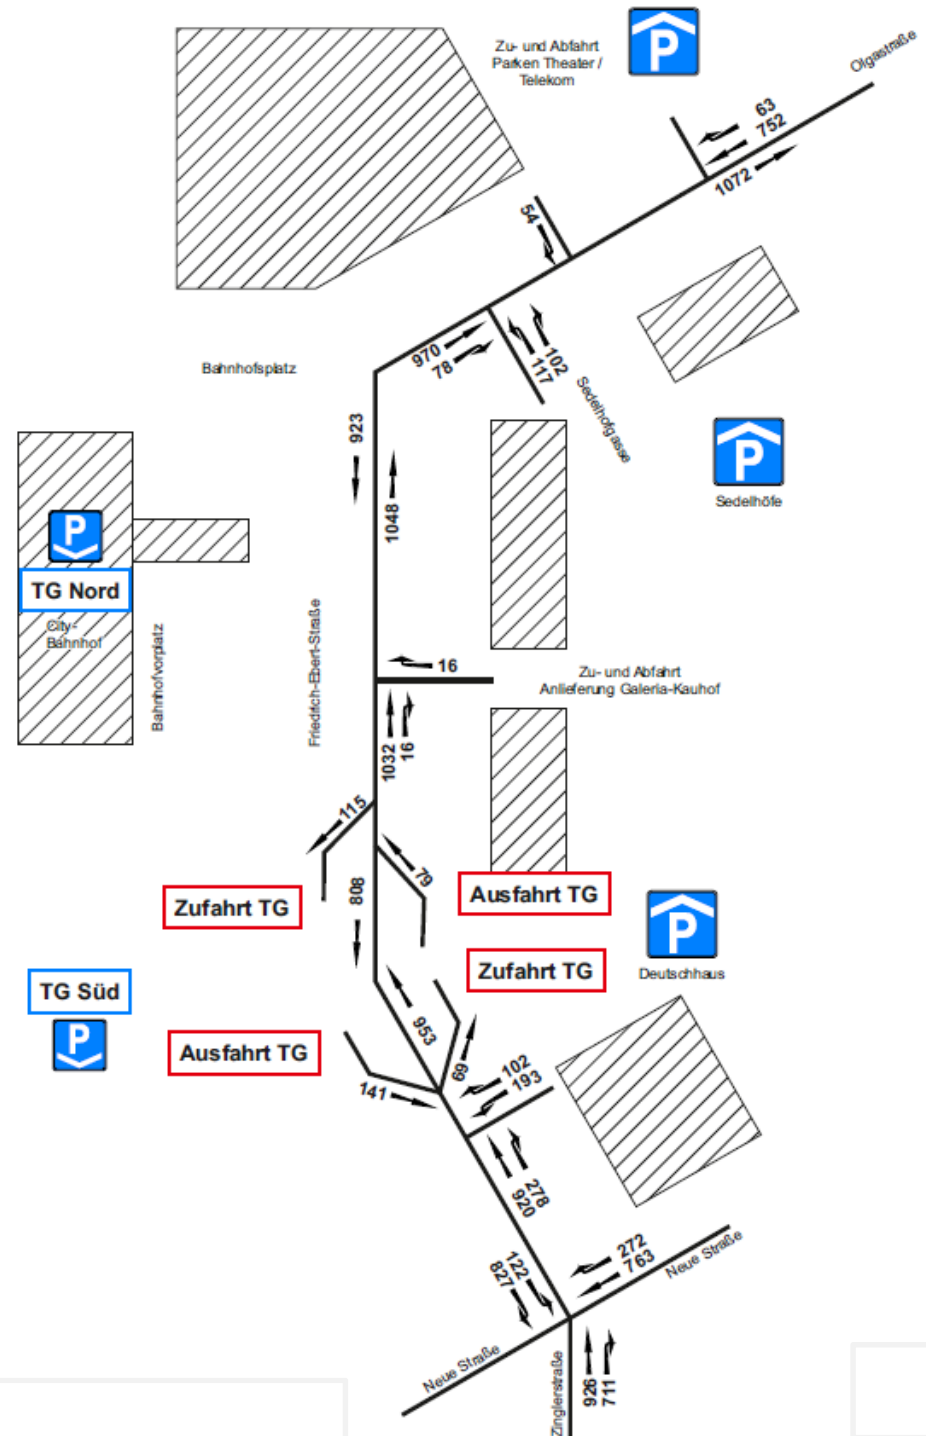 Zu- und Abfahrt
Parken Theater /
Telekom
P
Olgastraße
63
752
1072
54
970
78
102
117
Sedelhofgasse
Bahnhofsplatz
923
1048
P
Sedelhöfe
P
TG Nord
City-
Bahnhof
Bahnhofvorplatz
Friedrich-Ebert-Straße
16
Zu- und Abfahrt
Anlieferung Galeria-Kauhof
1032
16
115
808
79
Zufahrt TG
Ausfahrt TG
P
Deutschhaus
Zufahrt TG
TG Süd
P
Ausfahrt TG
953
69
141
102
193
278
920
122
827
272
763
Neue Straße
Neue Straße
Zinglerstraße
926
711